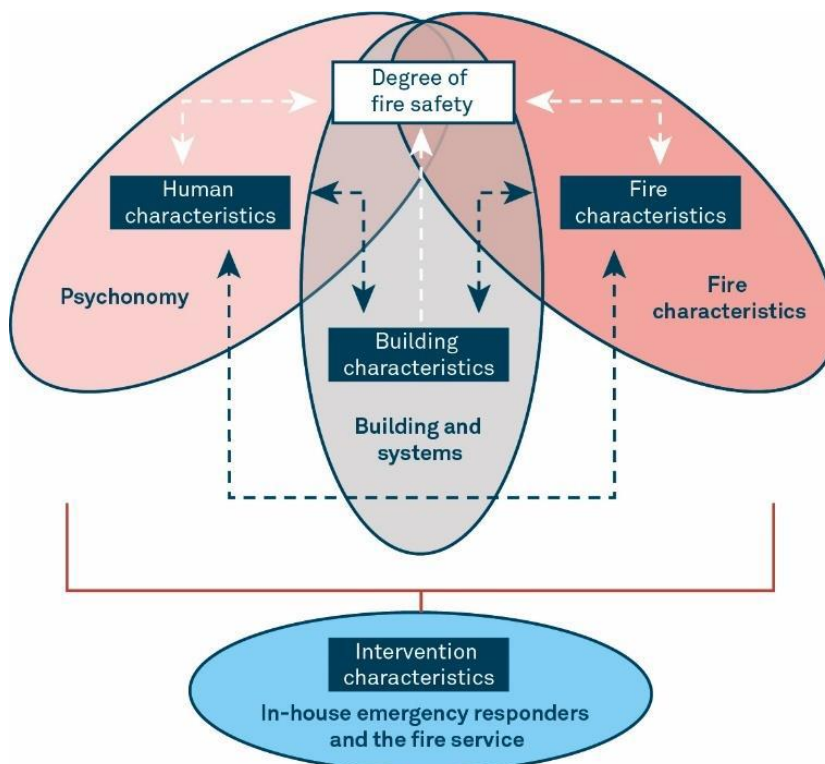 Degree of
fire safety
Human
characteristics
Fire
characteristics
Psychonomy
Fire
characteristics
Building
characteristics
Building and
systems
Intervention
characteristics
In-house emergency responders
and the fire service